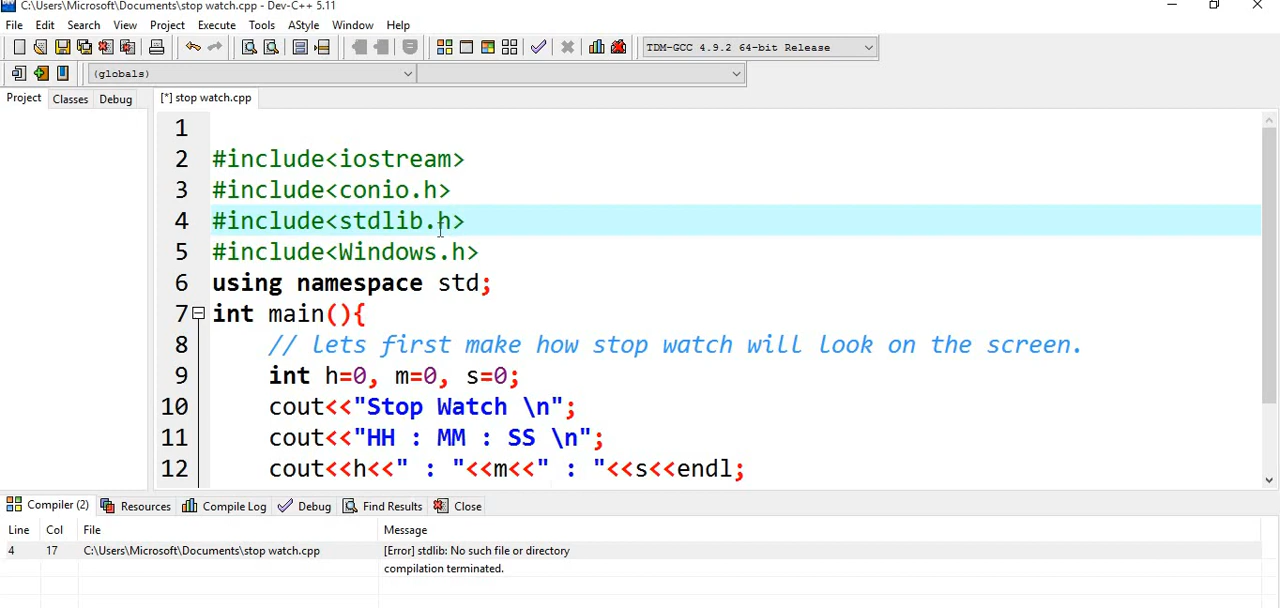 C:\Users\Microsoft\Documents\stop watch.cpp - Dev-C++ 5.11
File Edit Search View Project Execute Tools AStyle Window Help
TDM-GCC 4.9.2 64-bit Release
(globals)
Project Classes Debug [*] stop watch.cpp
1
2 #include<iostream>
3 #include<conio.h>
4 #include<stdlib.h>
5 #include<Windows.h>
6 using namespace std;
7 int main(){
8 // lets first make how stop watch will look on the screen.
9 int h=0, m=0, s=0;
10 cout<<"Stop Watch \n";
11 cout<<"HH : MM : SS \n";
12 cout<<h<<" : "<<m<<" : "<<s<<endl;
Compiler (2) Resources Compile Log Debug Find Results Close
Line Col File Message
4 17 C:\Users\Microsoft\Documents\stop watch.cpp [Error] stdlib: No such file or directory
compilation terminated.